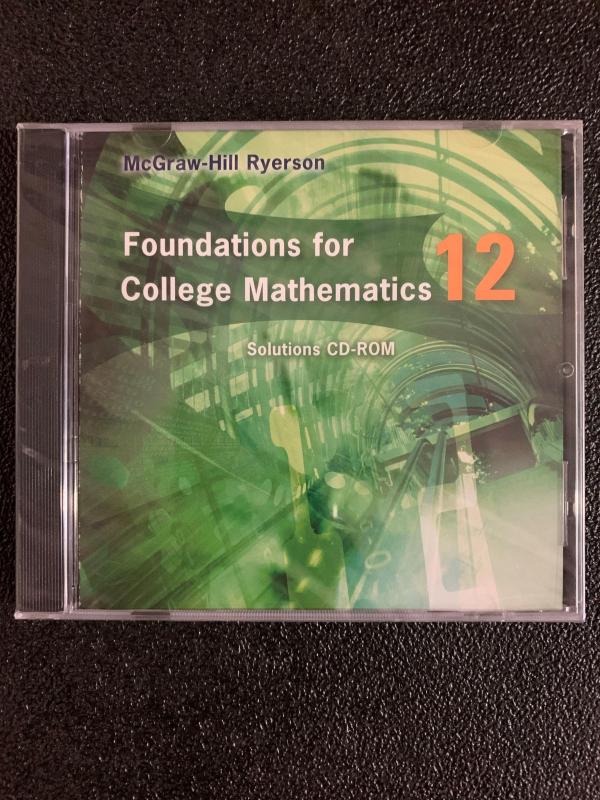 McGraw-Hill Ryerson
Foundations for
College Mathematics 12
Solutions CD-ROM